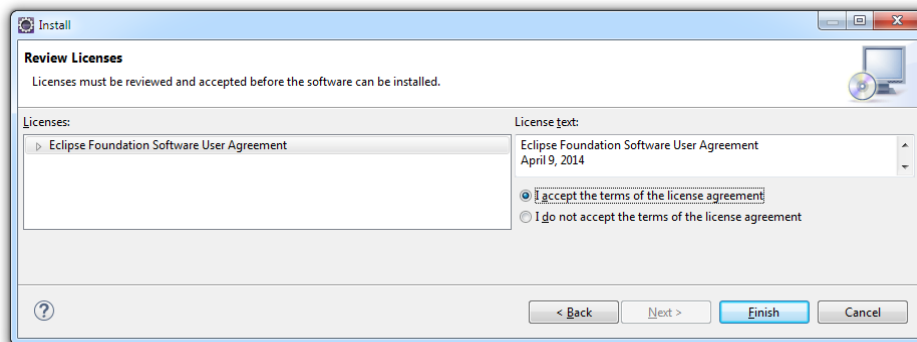 Install
Review Licenses
Licenses must be reviewed and accepted before the software can be installed.
Licenses:
Eclipse Foundation Software User Agreement
License text:
Eclipse Foundation Software User Agreement
April 9, 2014
I accept the terms of the license agreement
I do not accept the terms of the license agreement
?
< Back
Next >
Finish
Cancel